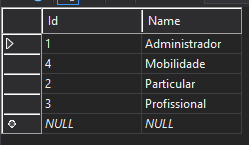 Id Name
1 Administrador
4 Mobilidade
2 Particular
3 Profissional
NULL NULL